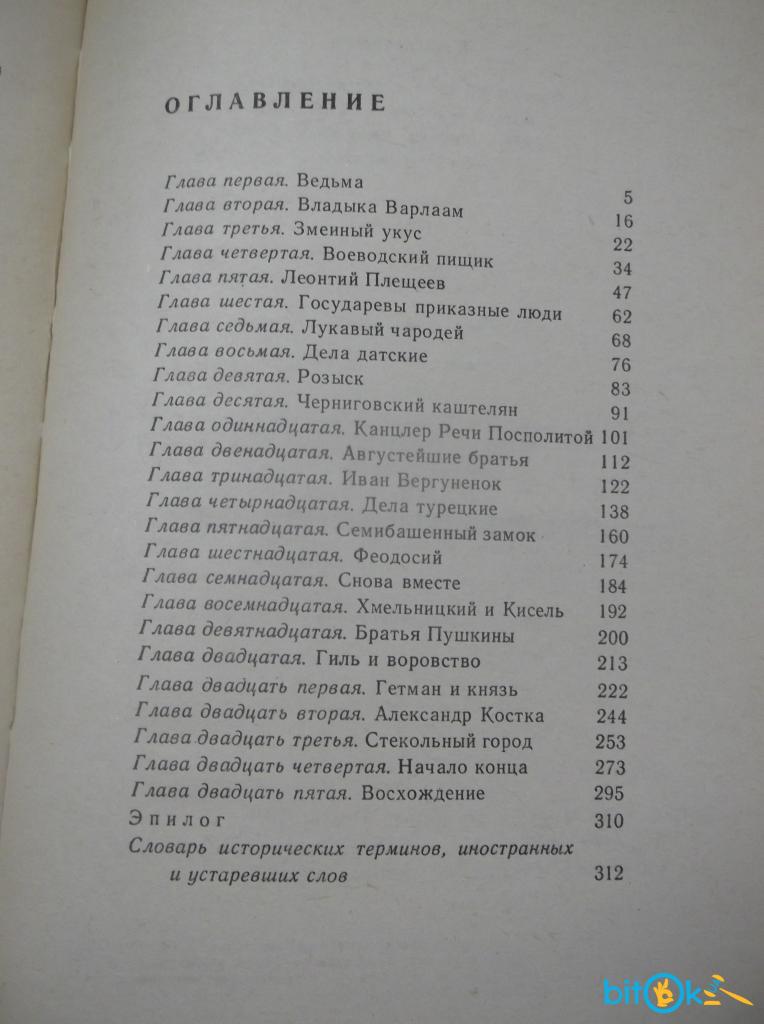 ОГЛАВЛЕНИЕ
Глава первая. Ведьма 5
Глава вторая. Владыка Варлаам 16
Глава третья. Змеиный укус 22
Глава четвертая. Воеводский пищик 34
Глава пятая. Леонтий Плещеев 47
Глава шестая. Государевы приказные люди 62
Глава седьмая. Лукавый чародей 68
Глава восьмая. Дела датские 76
Глава девятая. Розыск 83
Глава десятая. Черниговский каштелян 91
Глава одиннадцатая. Канцлер Речи Посполитой 101
Глава двенадцатая. Августейшие братья 112
Глава тринадцатая. Иван Вергуненок 122
Глава четырнадцатая. Дела турецкие 138
Глава пятнадцатая. Семибашенный замок 160
Глава шестнадцатая. Феодосий 174
Глава семнадцатая. Снова вместе 184
Глава восемнадцатая. Хмельницкий и Кисель 192
Глава девятнадцатая. Братья Пушкины 200
Глава двадцатая. Гиль и воровство 213
Глава двадцать первая. Гетман и князь 222
Глава двадцать вторая. Александр Костка 244
Глава двадцать третья. Стекольный город 253
Глава двадцать четвертая. Начало конца 273
Глава двадцать пятая. Восхождение 295
Эпилог 310
Словарь исторических терминов, иностранных
и устаревших слов 312
bitok